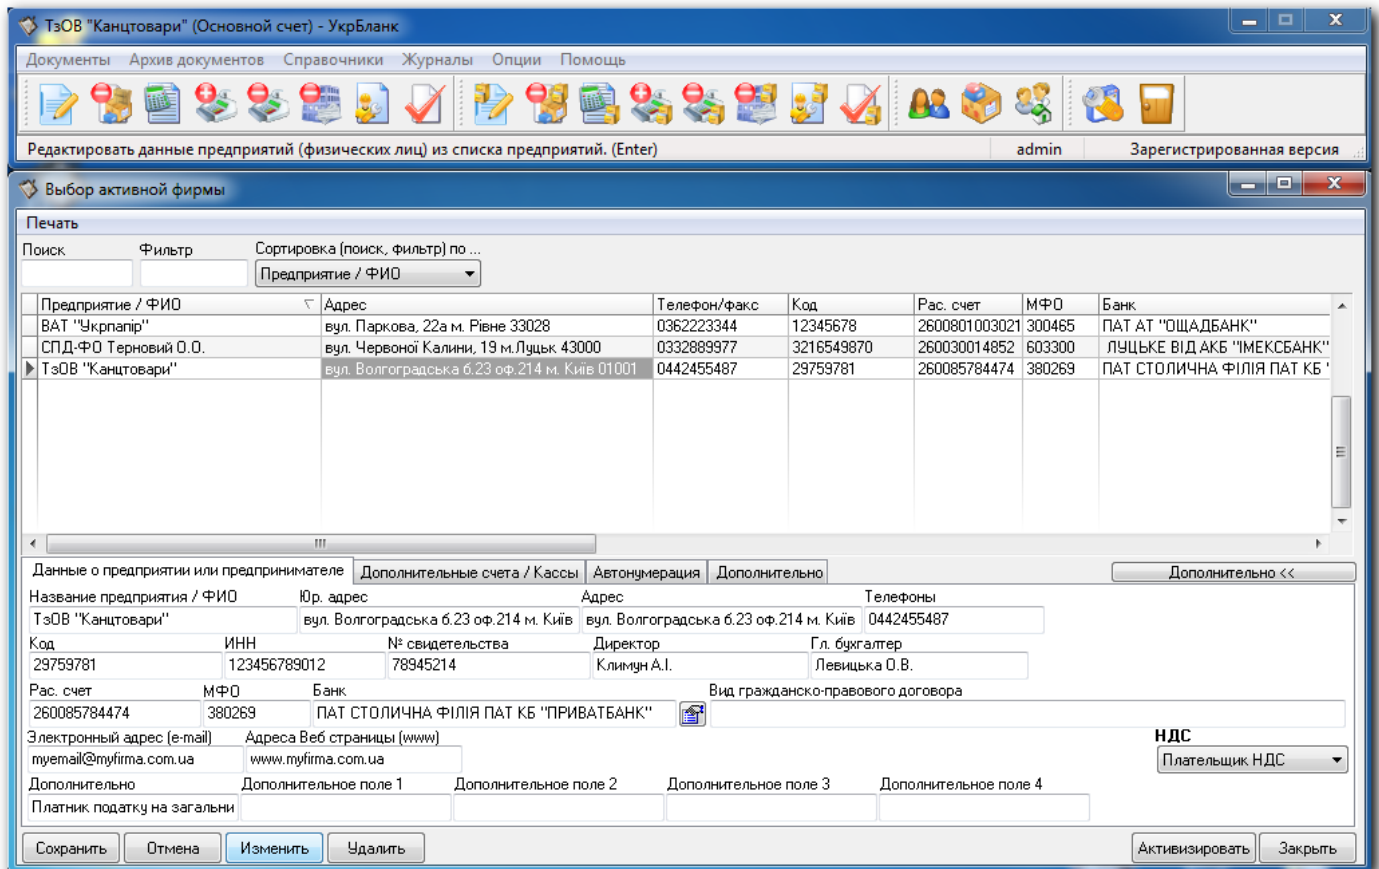 ТзОВ "Канцтовари" (Основной счет) - УкрБланк
Документы Архив документов Справочники Журналы Опции Помощь
Редактировать данные предприятий (физических лиц) из списка предприятий. (Enter) admin Зарегистрированная версия
Выбор активной фирмы
Печать
Поиск Фильтр Сортировка (поиск, фильтр) по ...
Предприятие / ФИО
Предприятие / ФИО Адрес Телефон/факс Код Рас. счет МФО Банк
ВАТ "Укрпапір" вул. Паркова, 22а м. Рівне 33028 0362223344 12345678 2600801003021 300465 ПАТ АТ "ОЩАДБАНК"
СПД-ФО Терновий О.О. вул. Червоної Калини, 19 м.Луцьк 43000 0332889977 3216549870 260030014852 603300 ЛУЦЬКЕ ВІД АКБ "ІМЕКСБАНК"
ТзОВ "Канцтовари" вул. Волгоградська б.23 оф.214 м. Київ 01001 0442455487 29759781 260085784474 380269 ПАТ СТОЛИЧНА ФІЛІЯ ПАТ КБ "
Данные о предприятии или предпринимателе Дополнительные счета / Кассы Автонумерация Дополнительно Дополнительно <<
Название предприятия / ФИО Юр. адрес Адрес Телефоны
ТзОВ "Канцтовари" вул. Волгоградська б.23 оф.214 м. Київ вул. Волгоградська б.23 оф.214 м. Київ 0442455487
Код ИНН № свидетельства Директор Гл. бухгалтер
29759781 123456789012 78945214 Климун А.І. Левицька О.В.
Рас. счет МФО Банк Вид гражданско-правового договора
260085784474 380269 ПАТ СТОЛИЧНА ФІЛІЯ ПАТ КБ "ПРИВАТБАНК"
Электронный адрес (e-mail) Адреса Веб страницы (www) НДС
myemail@myfirma.com.ua www.myfirma.com.ua Плательщик НДС
Дополнительно Дополнительное поле 1 Дополнительное поле 2 Дополнительное поле 3 Дополнительное поле 4
Платник податку на загальни
Сохранить Отмена Изменить Удалить Активизировать Закрыть